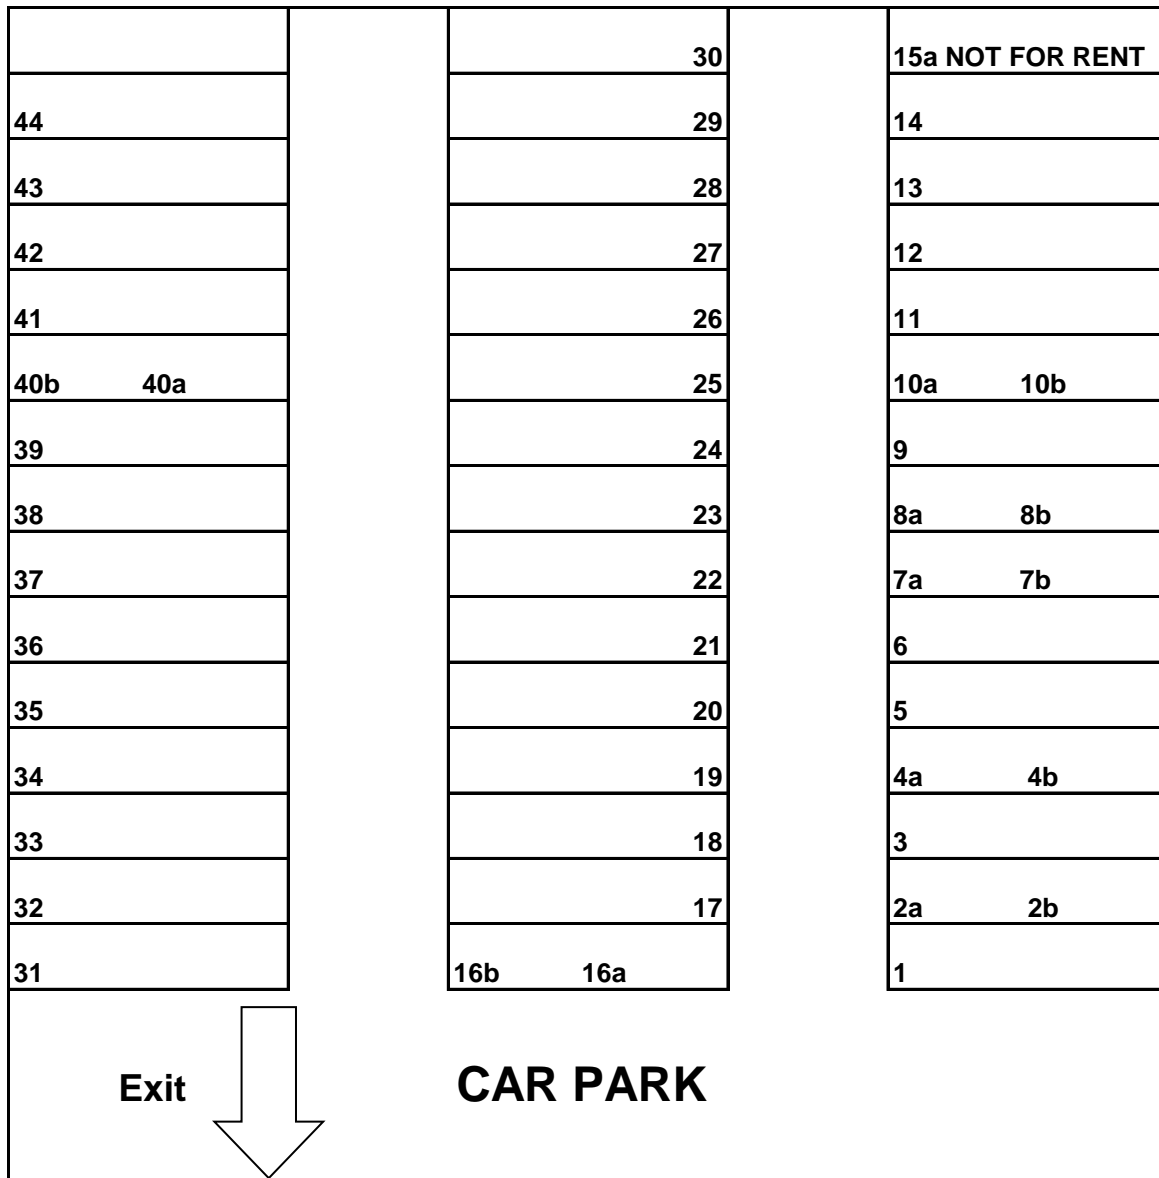 30 15a NOT FOR RENT
44 29 14
43 28 13
42 27 12
41 26 11
40b 40a 25 10a 10b
39 24 9
38 23 8a 8b
37 22 7a 7b
36 21 6
35 20 5
34 19 4a 4b
33 18 3
32 17 2a 2b
31 16b 16a 1
Exit CAR PARK